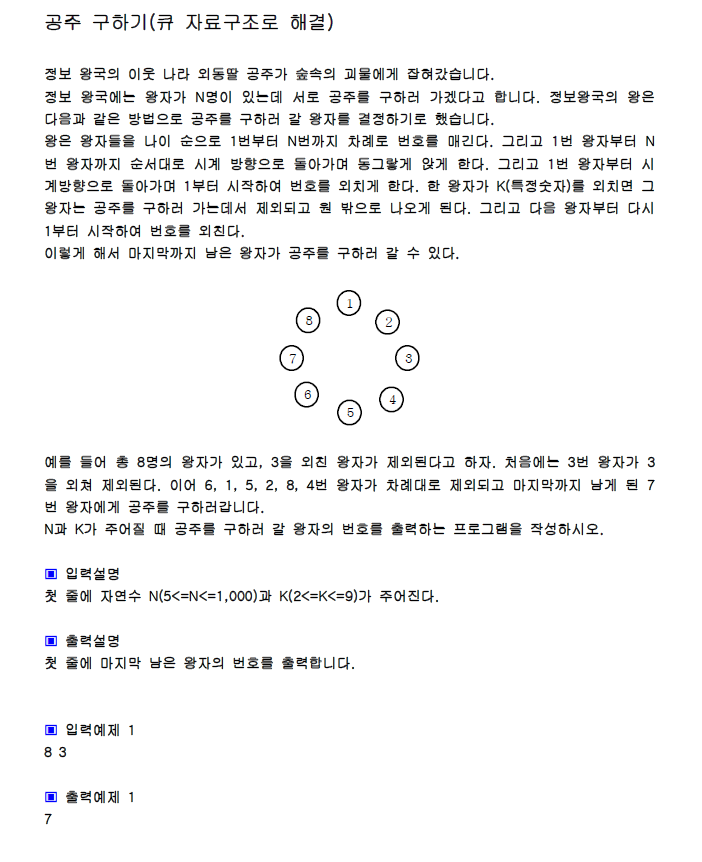 공주 구하기(큐 자료구조로 해결)
정보 왕국의 이웃 나라 외동딸 공주가 숲속의 괴물에게 잡혀갔습니다.
정보 왕국에는 왕자가 N명이 있는데 서로 공주를 구하러 가겠다고 합니다. 정보왕국의 왕은
다음과 같은 방법으로 공주를 구하러 갈 왕자를 결정하기로 했습니다.
왕은 왕자들을 나이 순으로 1번부터 N번까지 차례로 번호를 매긴다. 그리고 1번 왕자부터 N
번 왕자까지 순서대로 시계 방향으로 돌아가며 동그랗게 앉게 한다. 그리고 1번 왕자부터 시
계방향으로 돌아가며 1부터 시작하여 번호를 외치게 한다. 한 왕자가 K(특정숫자)를 외치면 그
왕자는 공주를 구하러 가는데서 제외되고 원 밖으로 나오게 된다. 그리고 다음 왕자부터 다시
1부터 시작하여 번호를 외친다.
이렇게 해서 마지막까지 남은 왕자가 공주를 구하러 갈 수 있다.
1
8
2
7
3
6
4
5
예를 들어 총 8명의 왕자가 있고, 3을 외친 왕자가 제외된다고 하자. 처음에는 3번 왕자가 3
을 외쳐 제외된다. 이어 6, 1, 5, 2, 8, 4번 왕자가 차례대로 제외되고 마지막까지 남게 된 7
번 왕자에게 공주를 구하러갑니다.
N과 K가 주어질 때 공주를 구하러 갈 왕자의 번호를 출력하는 프로그램을 작성하시오.
▣ 입력설명
첫 줄에 자연수 N(5<=N<=1,000)과 K(2<=K<=9)가 주어진다.
▣ 출력설명
첫 줄에 마지막 남은 왕자의 번호를 출력합니다.
▣ 입력예제 1
8 3
▣ 출력예제 1
7